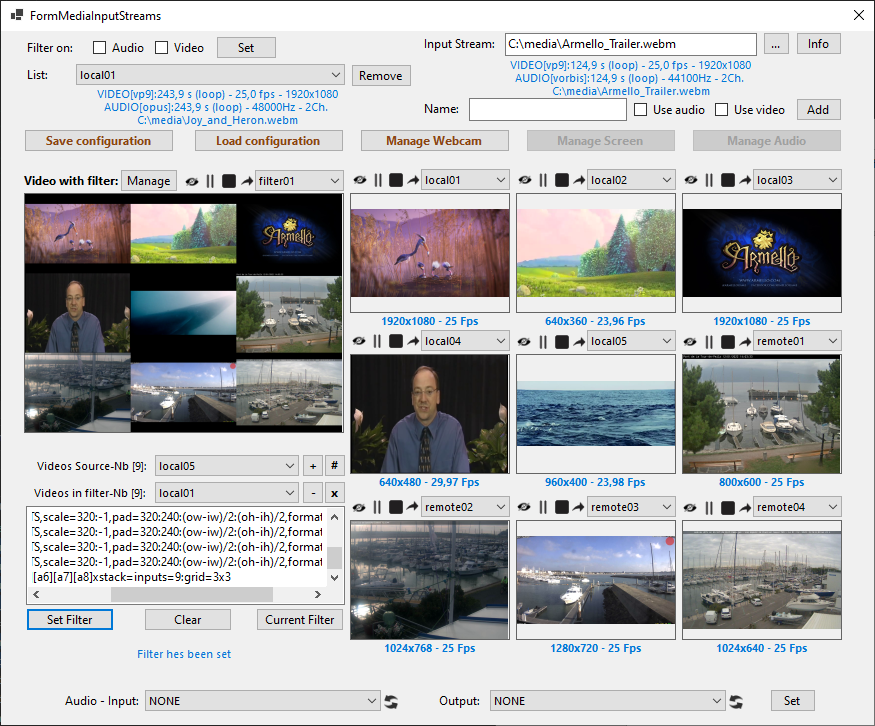 FormMediaInputStreams
Filter on: Audio Video Set
Input Stream: C:\media\Armello_Trailer.webm ... Info
VIDEO[vp9]:124,9 s (loop) - 25,0 fps - 1920x1080
AUDIO[vorbis]:124,9 s (loop) - 44100Hz - 2Ch.
C:\media\Armello_Trailer.webm
List: local01 Remove
VIDEO[vp9]:243,9 s (loop) - 25,0 fps - 1920x1080
AUDIO[opus]:243,9 s (loop) - 48000Hz - 2Ch.
C:\media\Joy_and_Heron.webm
Name: Use audio Use video Add
Save configuration Load configuration Manage Webcam Manage Screen Manage Audio
Video with filter: Manage filter01 local01 local02 local03
ARMELLO
ARMELLO
1920x1080 - 25 Fps 640x360 - 23,96 fps 1920x1080 - 25 Fps
local04 local05 remote01
640x480 - 29,97 Fps 960x400 - 23,98 fps 800x600 - 25 Fps
Videos Source-Nb [9]: local05 + #
Videos in filter-Nb [9]: local01 - x
remote02 remote03 remote04
S,scale=320:-1,pad=320:240:(ow-iw)/2:(oh-ih)/2,format
S,scale=320:-1,pad=320:240:(ow-iw)/2:(oh-ih)/2,format
S,scale=320:-1,pad=320:240:(ow-iw)/2:(oh-ih)/2,format
S,scale=320:-1,pad=320:240:(ow-iw)/2:(oh-ih)/2,format
[a6][a7][a8]xstack=inputs=9:grid=3x3
Set Filter Clear Current Filter
1024x768 - 25 Fps 1280x720 - 25 Fps 1024x640 - 25 Fps
Filter hes been set
Audio - Input: NONE Output: NONE Set